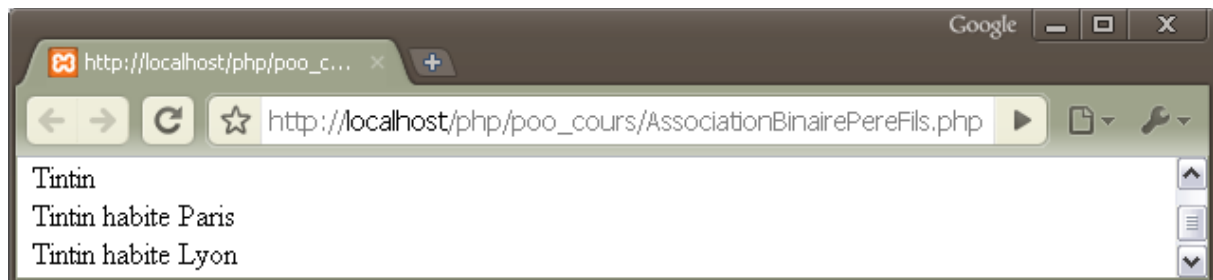 Google
http://localhost/php/poo_c...
http://localhost/php/poo_cours/AssociationBinairePereFils.php
Tintin
Tintin habite Paris
Tintin habite Lyon